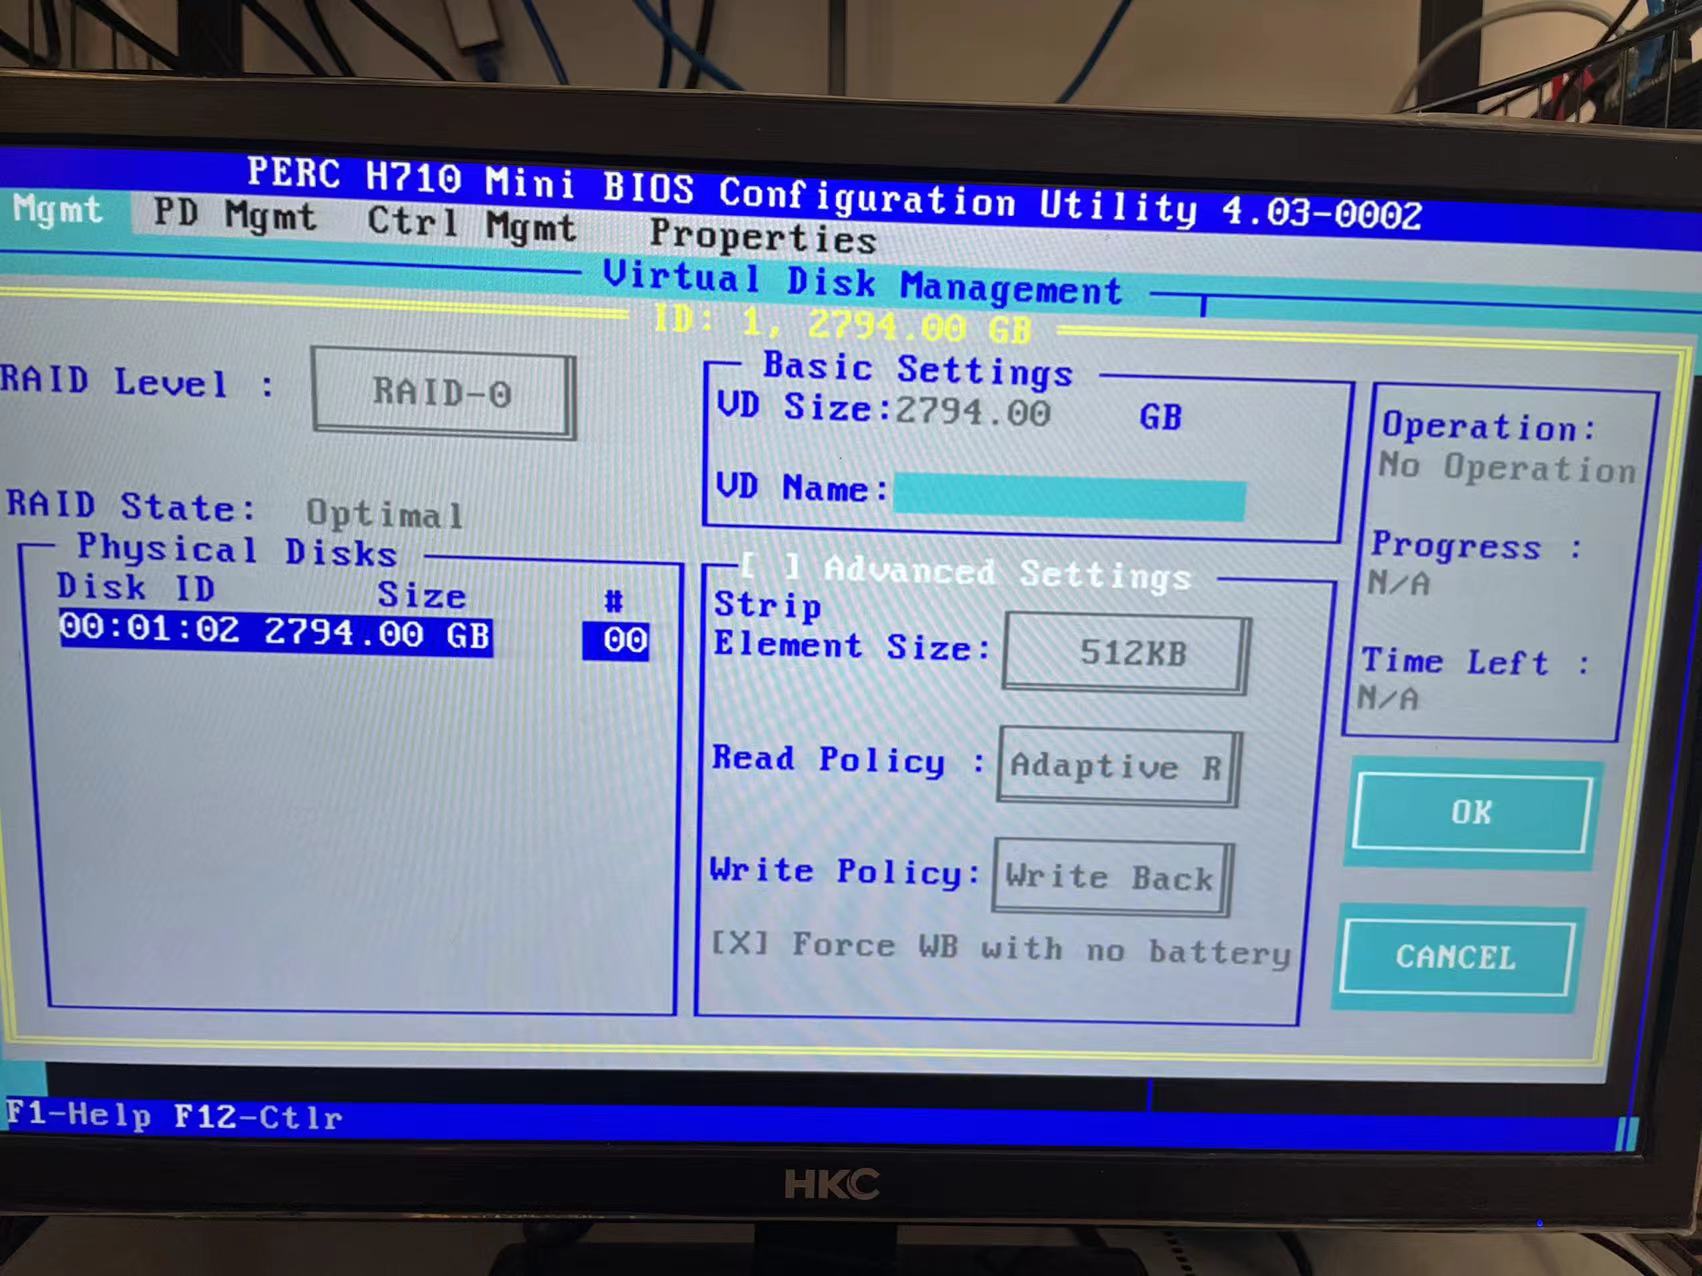 PERC H710 Mini BIOS Configuration Utility 4.03-0002
Mgmt PD Mgmt Ctrl Mgmt Properties
Virtual Disk Management
ID: 1, 2794.00 GB
RAID Level : RAID-0
RAID State: Optimal
Physical Disks
Disk ID Size #
00:01:02 2794.00 GB 00
Basic Settings
VD Size:2794.00 GB
VD Name:
[ ] Advanced Settings
Strip
Element Size: 512KB
Read Policy : Adaptive R
Write Policy: Write Back
[X] Force WB with no battery
Operation:
No Operation
Progress :
N/A
Time Left :
N/A
OK
CANCEL
F1-Help F12-Ctlr
HKC